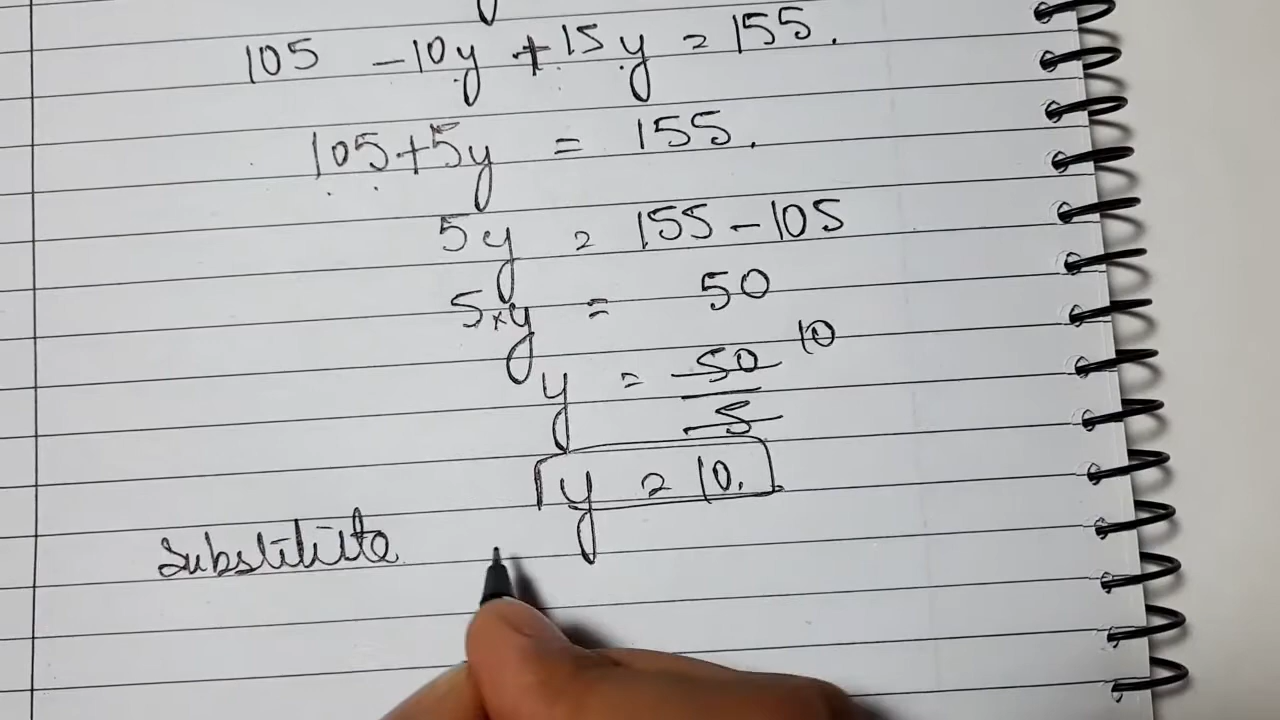 105 -10y +15y = 155.
105+5y = 155.
5y = 155-105
5×y = 50
y = 50/5 10
y = 10.
Substitute